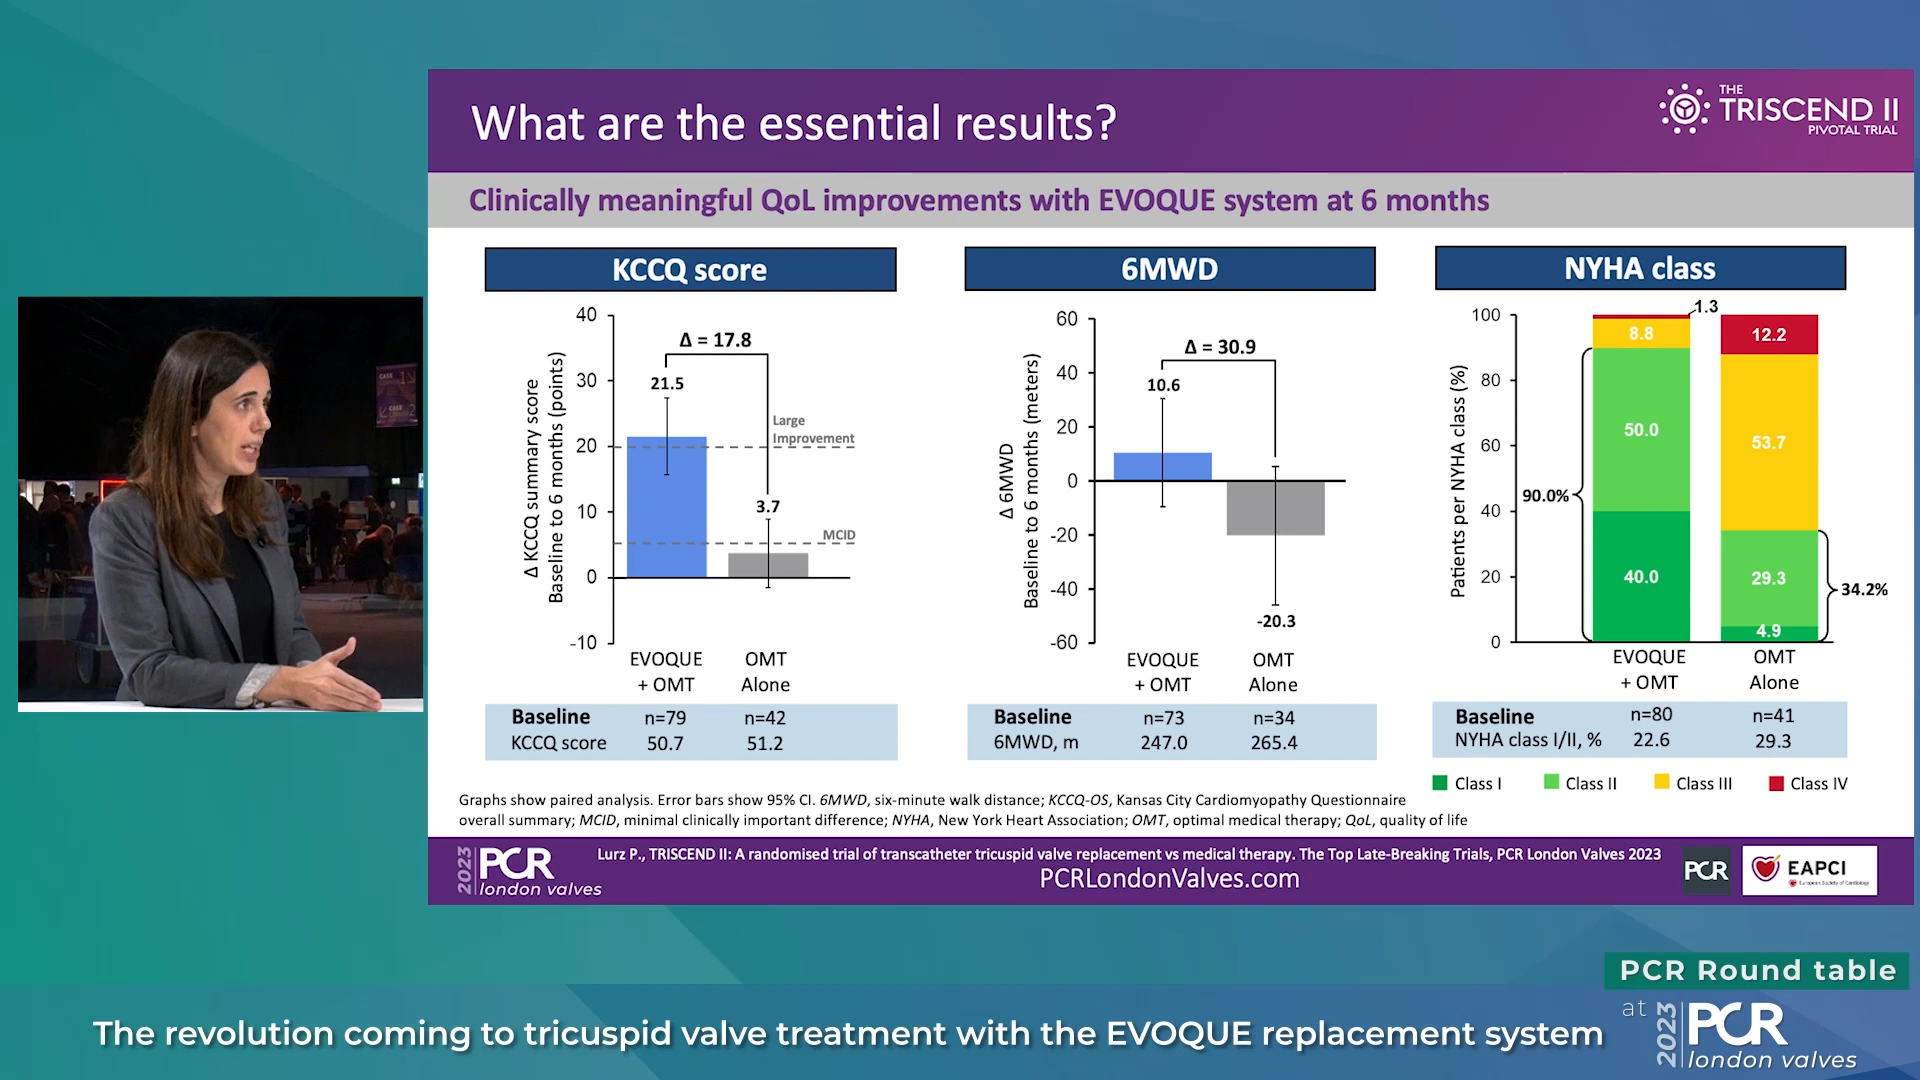 What are the essential results?
THE
TRISCEND II
PIVOTAL TRIAL
Clinically meaningful QoL improvements with EVOQUE system at 6 months
KCCQ score
Δ KCCQ summary score
Baseline to 6 months (points)
40
30
20
10
0
-10
Δ = 17.8
21.5
3.7
Large
Improvement
MCID
EVOQUE
+ OMT
OMT
Alone
Baseline n=79 n=42
KCCQ score 50.7 51.2
6MWD
Δ 6MWD
Baseline to 6 months (meters)
60
40
20
0
-20
-40
-60
Δ = 30.9
10.6
-20.3
EVOQUE
+ OMT
OMT
Alone
Baseline n=73 n=34
6MWD, m 247.0 265.4
NYHA class
Patients per NYHA class (%)
100
80
60
40
20
0
1.3
8.8
50.0
40.0
90.0%
12.2
53.7
29.3
4.9
34.2%
EVOQUE
+ OMT
OMT
Alone
Baseline n=80 n=41
NYHA class I/II, % 22.6 29.3
Class I Class II Class III Class IV
Graphs show paired analysis. Error bars show 95% CI. 6MWD, six-minute walk distance; KCCQ-OS, Kansas City Cardiomyopathy Questionnaire
overall summary; MCID, minimal clinically important difference; NYHA, New York Heart Association; OMT, optimal medical therapy; QoL, quality of life
2023 PCR
london valves
Lurz P., TRISCEND II: A randomised trial of transcatheter tricuspid valve replacement vs medical therapy. The Top Late-Breaking Trials, PCR London Valves 2023
PCRLondonValves.com
PCR
EAPCI
European Society of Cardiology
CASE
1
CASE
2
PCR Round table
The revolution coming to tricuspid valve treatment with the EVOQUE replacement system
at
2023 PCR
london valves